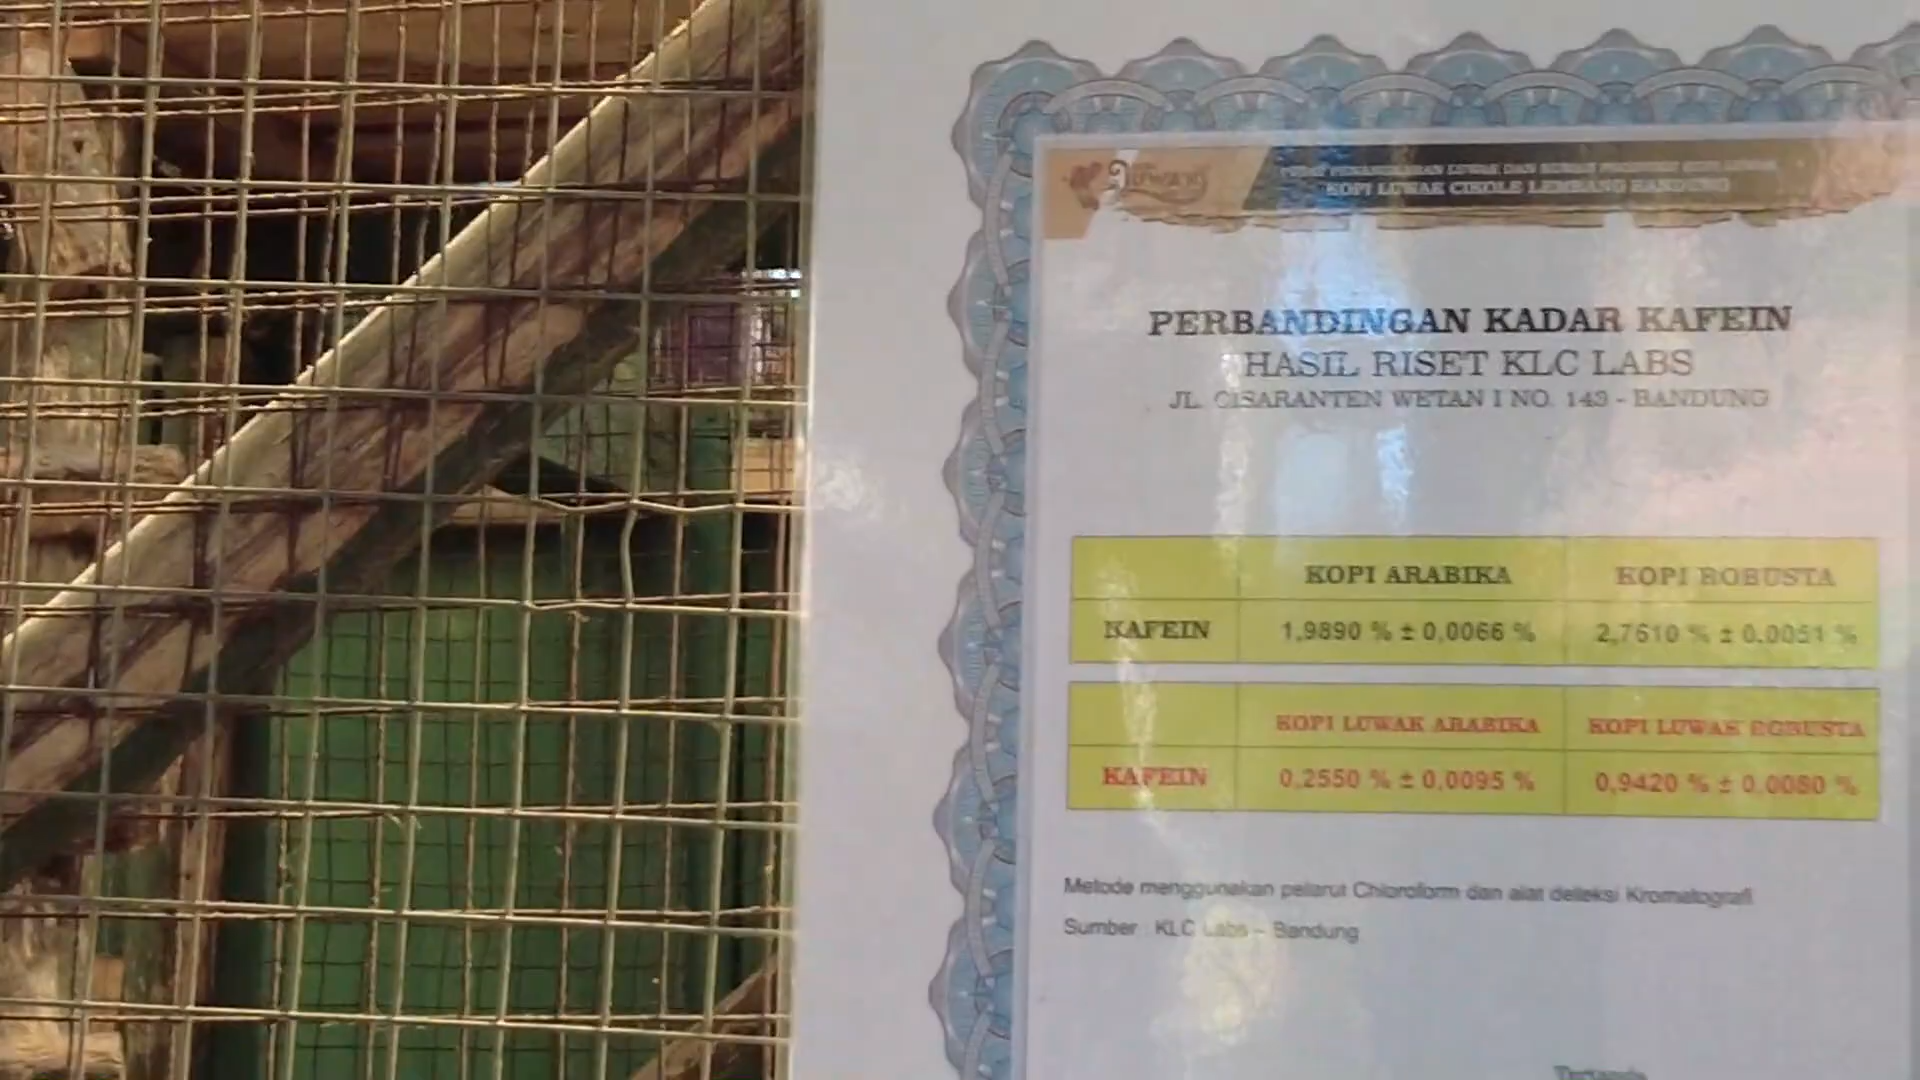 KOPI LUWAK CIKOLE LEMBANG BANDUNG
PERBANDINGAN KADAR KAFEIN
HASIL RISET KLC LABS
JL. CISARANTEN WETAN I NO. 143 - BANDUNG
KOPI ARABIKA KOPI ROBUSTA
KAFEIN 1,9890 % ± 0,0066 % 2,7610 % ± 0.0051 %
KOPI LUWAK ARABIKA KOPI LUWAK ROBUSTA
KAFEIN 0,2550 % ± 0,0095 % 0,9420 % ± 0.0080 %
Metode menggunakan pelarut Chloroform dan alat deteksi Kromatografi
Sumber : KLC Labs – Bandung